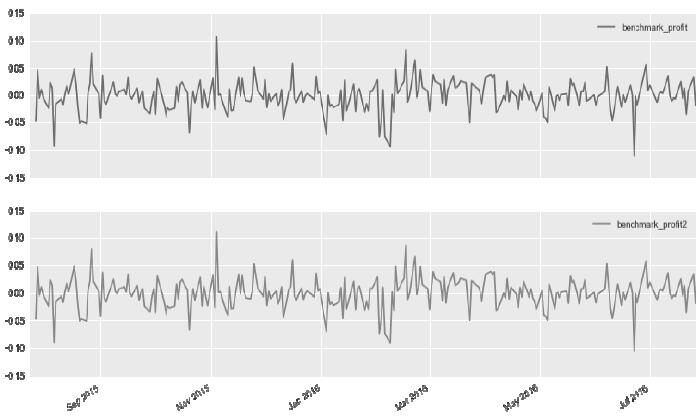 0.15
benchmark_profit
0.10
0.05
0.00
-0.05
-0.10
-0.15
0.15
benchmark_profit2
0.10
0.05
0.00
-0.05
-0.10
-0.15
Sep 2015
Nov 2015
Jan 2016
Mar 2016
May 2016
Jul 2016